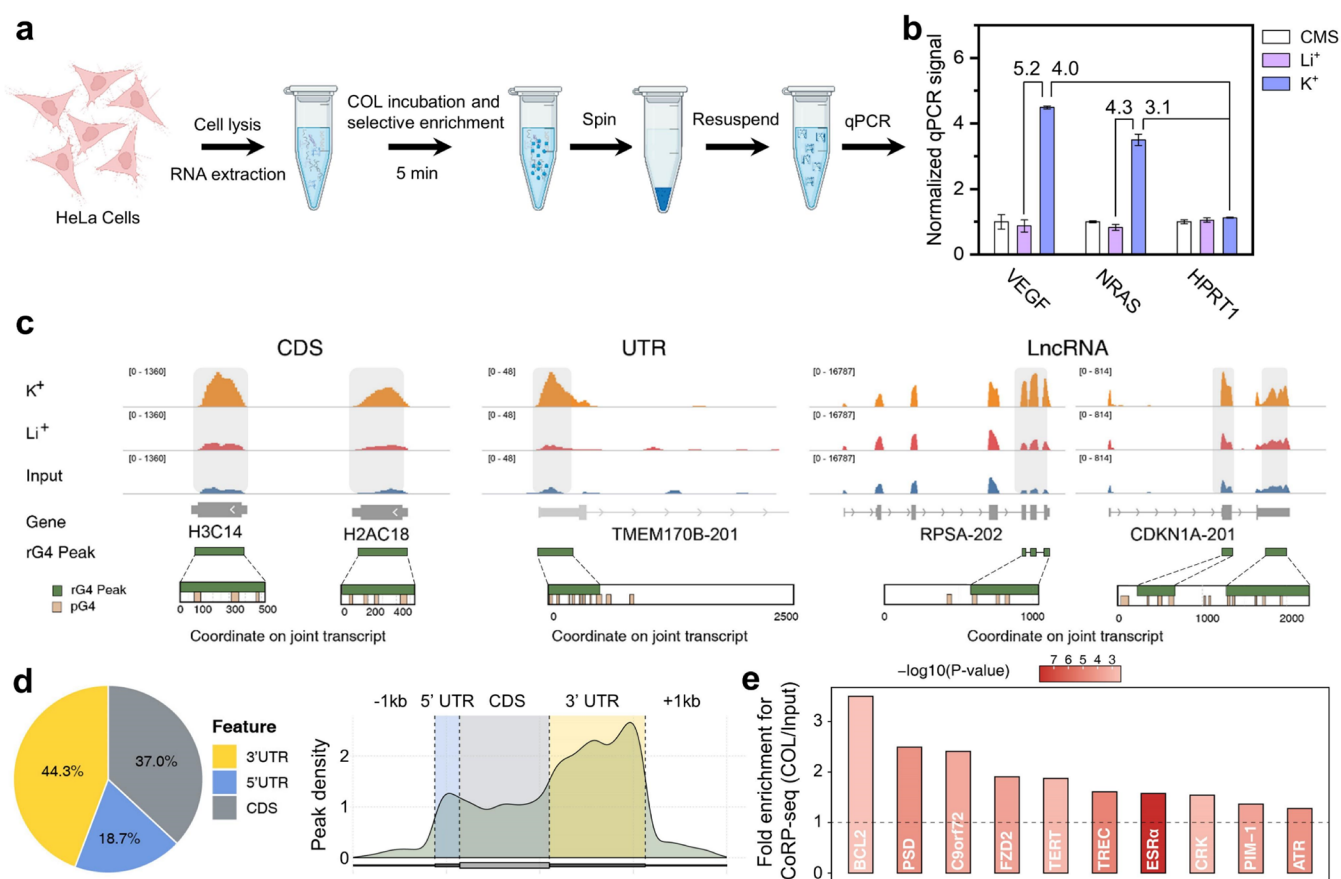 a
HeLa Cells
Cell lysis
RNA extraction
COL incubation and
selective enrichment
5 min
Spin
Resuspend
qPCR
b
Normalized qPCR signal
6
4
2
0
5.2
4.0
4.3
3.1
CMS
Li+
K+
VEGF
NRAS
HPRT1
c
CDS
UTR
LncRNA
K+
[0 - 1360]
[0 - 48]
[0 - 16787]
[0 - 814]
Li+
[0 - 1360]
[0 - 48]
[0 - 16787]
[0 - 814]
Input
[0 - 1360]
[0 - 48]
[0 - 16787]
[0 - 814]
Gene
H3C14
H2AC18
TMEM170B-201
RPSA-202
CDKN1A-201
rG4 Peak
rG4 Peak
pG4
0 100 300 500
0 200 400
0 2500
0 1000
0 1000 2000
Coordinate on joint transcript
Coordinate on joint transcript
Coordinate on joint transcript
d
44.3%
37.0%
18.7%
Feature
3'UTR
5'UTR
CDS
-1kb 5' UTR CDS 3' UTR +1kb
Peak density
2
1
0
e
−log10(P-value)
7 6 5 4 3
Fold enrichment for
CoRP-seq (COL/Input)
3
2
1
0
BCL2
PSD
C9orf72
FZD2
TERT
TREC
ESRα
CRK
PIM−1
ATR